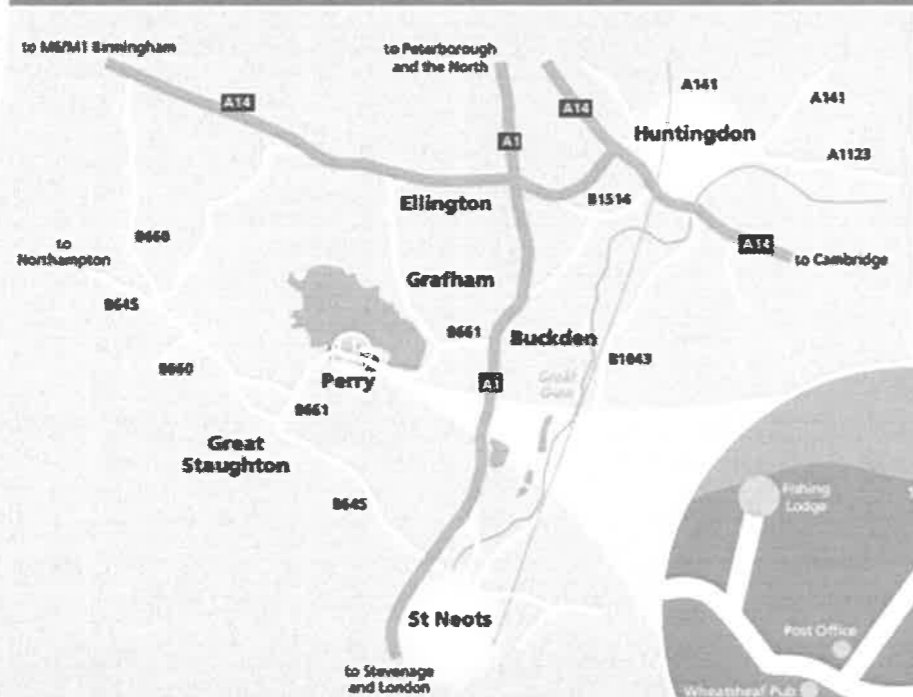 to M6/M1 Birmingham
to Peterborough
and the North
A141
A141
A14
A14
A1
Huntingdon
A1123
Ellington
B1514
to
Northampton
B660
A14
to Cambridge
Grafham
B645
B661
Buckden
B1043
B660
Perry
A1
Great
Ouse
B661
Great
Staughton
B645
Fishing
Lodge
St Neots
Post Office
to Stevenage
and London
Wheatsheaf Pub